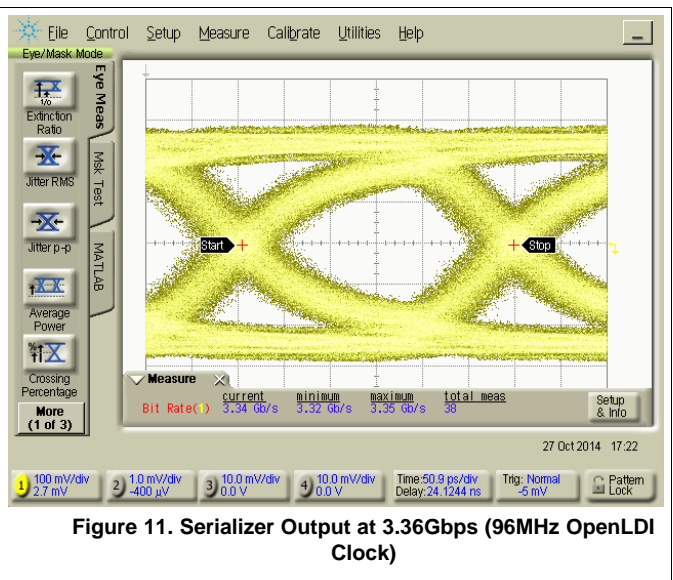 File Control Setup Measure Calibrate Utilities Help
Eye/Mask Mode
Eye Meas
Msk Test
MATLAB
1/0
Extinction
Ratio
Jitter RMS
Jitter p-p
Average
Power
%
Crossing
Percentage
More
(1 of 3)
Start
Stop
Measure
current minimum maximum total meas
Bit Rate(1) 3.34 Gb/s 3.32 Gb/s 3.35 Gb/s 38
Setup
& Info
27 Oct 2014 17:22
1 100 mV/div 2.7 mV
2 1.0 mV/div -400 µV
3 10.0 mV/div 0.0 V
4 10.0 mV/div 0.0 V
Time:50.9 ps/div Delay:24.1244 ns
Trig: Normal -5 mV
Pattern Lock
Figure 11. Serializer Output at 3.36Gbps (96MHz OpenLDI
Clock)